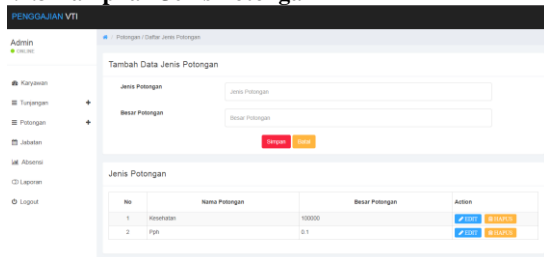 PENGGAJIAN VTI
Admin
ONLINE
Karyawan
Tunjangan +
Potongan +
Jabatan
Absensi
Laporan
Logout
/ Potongan / Daftar Jenis Potongan
Tambah Data Jenis Potongan
Jenis Potongan
Jenis Potongan
Besar Potongan
Besar Potongan
Simpan
Jenis Potongan
No Nama Potongan Besar Potongan Action
1 Kesehatan 100000 EDIT HAPUS
2 Pph 0.1 EDIT HAPUS